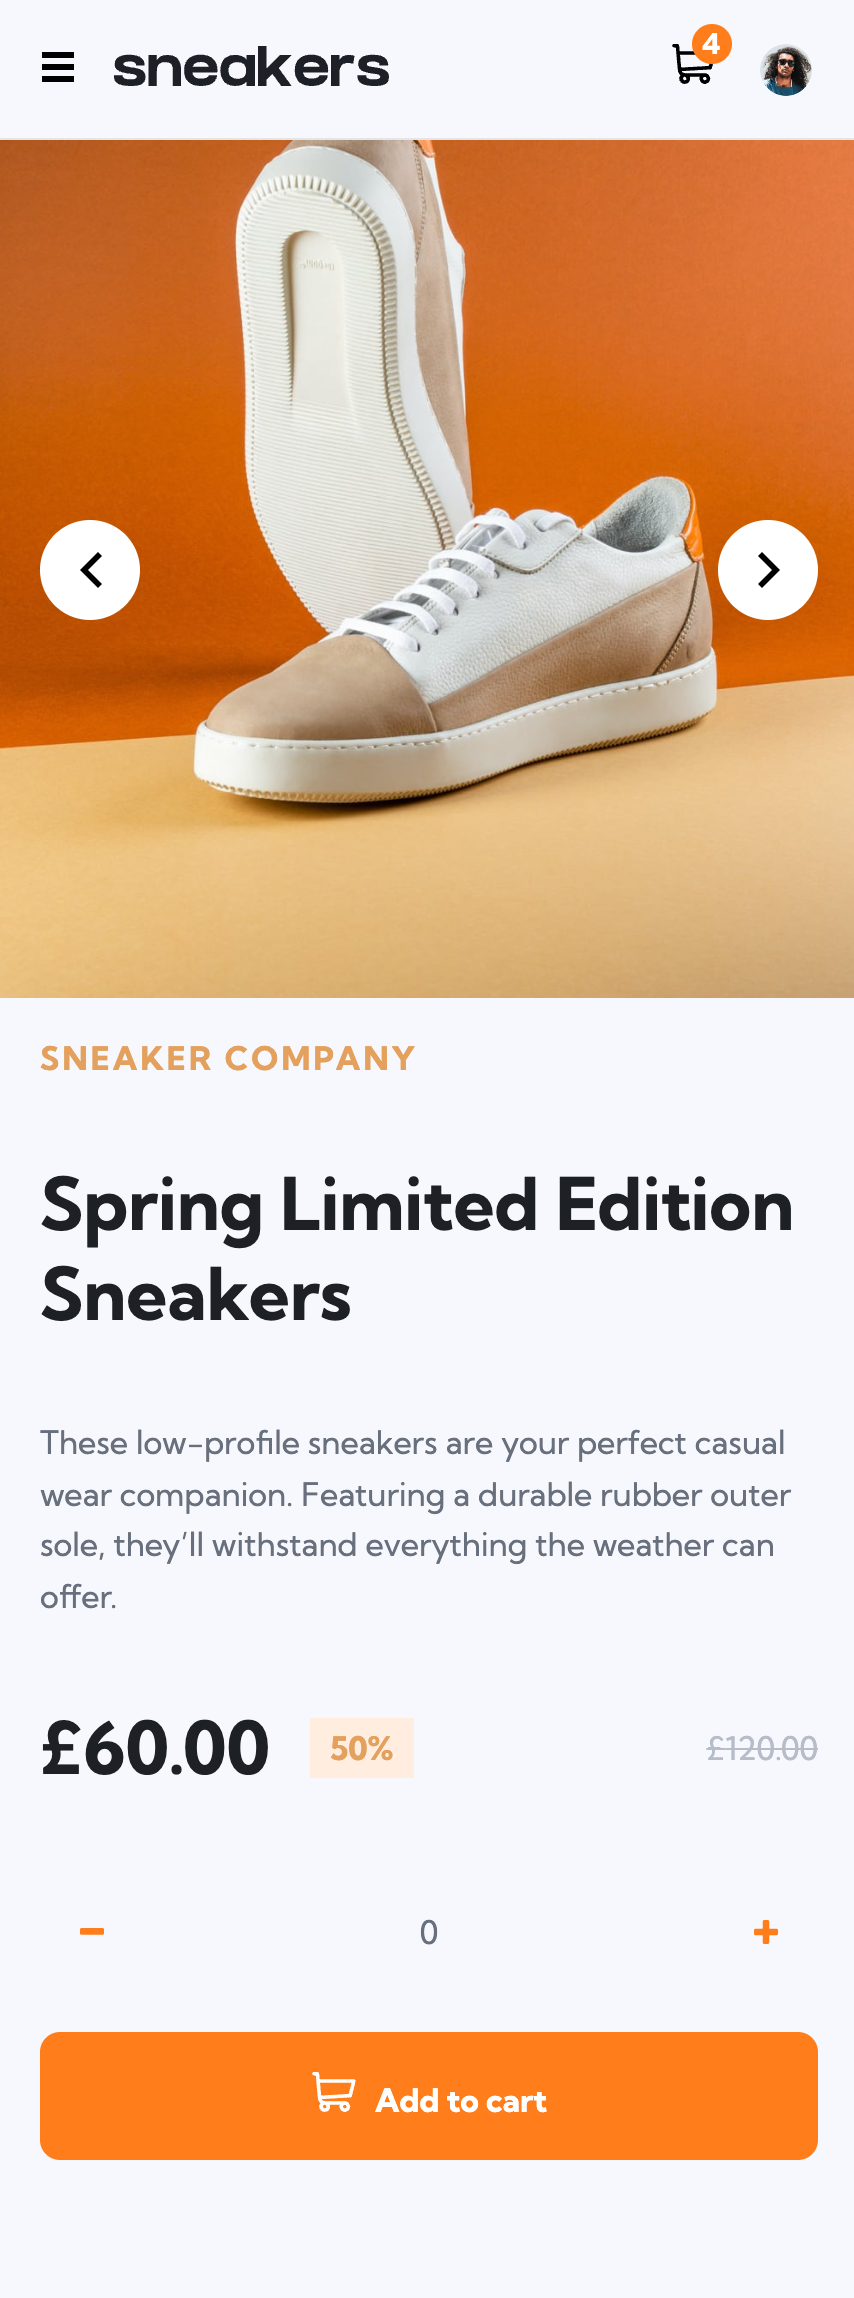 sneakers
4
SNEAKER COMPANY
Spring Limited Edition
Sneakers
These low-profile sneakers are your perfect casual
wear companion. Featuring a durable rubber outer
sole, they’ll withstand everything the weather can
offer.
£60.00 50% £120.00
0
Add to cart